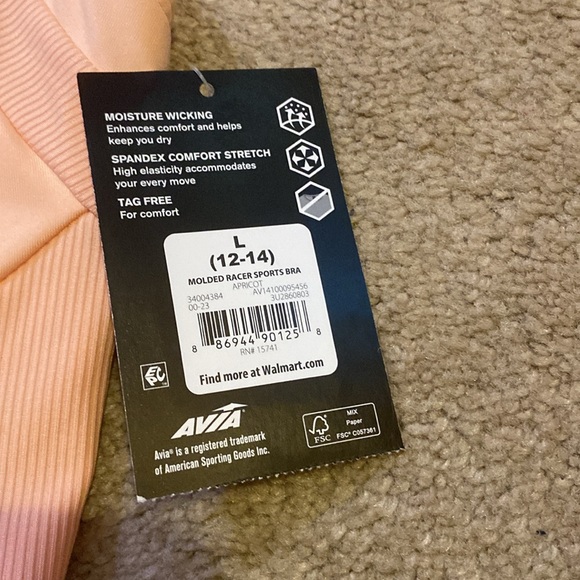 MOISTURE WICKING
Enhances comfort and helps
keep you dry
SPANDEX COMFORT STRETCH
High elasticity accommodates
your every move
TAG FREE
For comfort
L
(12-14)
MOLDED RACER SPORTS BRA
APRICOT
34004384 AV14100095456
00-23 3U2860803
8 86944 90125 8
RN# 15741
Find more at Walmart.com
EPC
AVIA
Avia® is a registered trademark
of American Sporting Goods Inc.
FSC
MIX
Paper
FSC® C057361